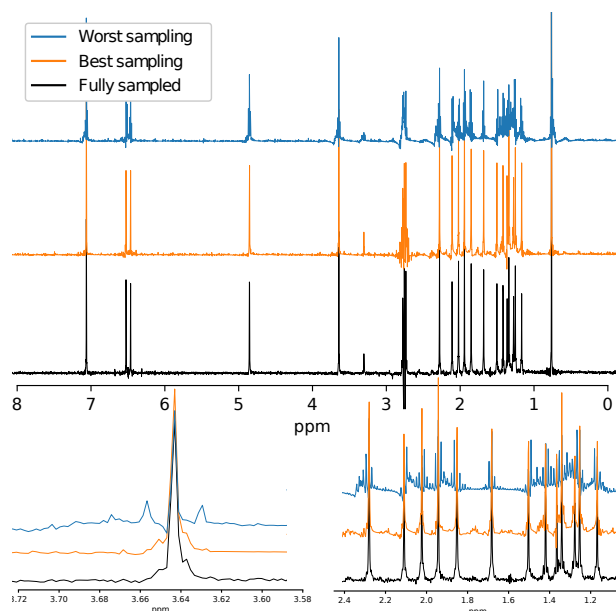 Worst sampling
Best sampling
Fully sampled
8 7 6 5 4 3 2 1 0
ppm
3.70 3.68 3.66 3.64 3.62 3.60 3.58
ppm
2.4 2.2 2.0 1.8 1.6 1.4 1.2
ppm